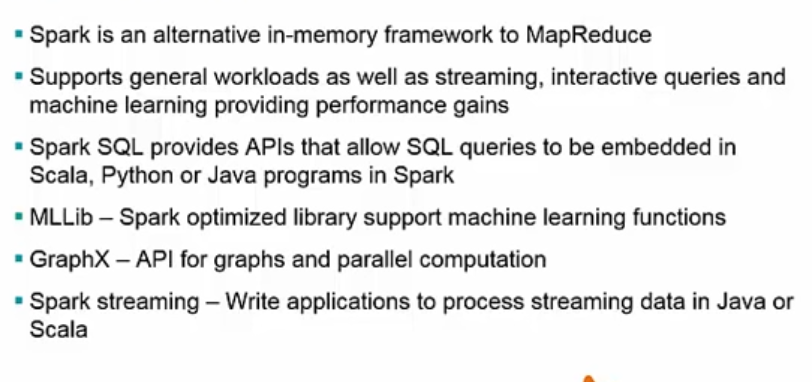 ▪ Spark is an alternative in-memory framework to MapReduce
▪ Supports general workloads as well as streaming, interactive queries and
machine learning providing performance gains
▪ Spark SQL provides APIs that allow SQL queries to be embedded in
Scala, Python or Java programs in Spark
▪ MLLib – Spark optimized library support machine learning functions
▪ GraphX – API for graphs and parallel computation
▪ Spark streaming – Write applications to process streaming data in Java or
Scala